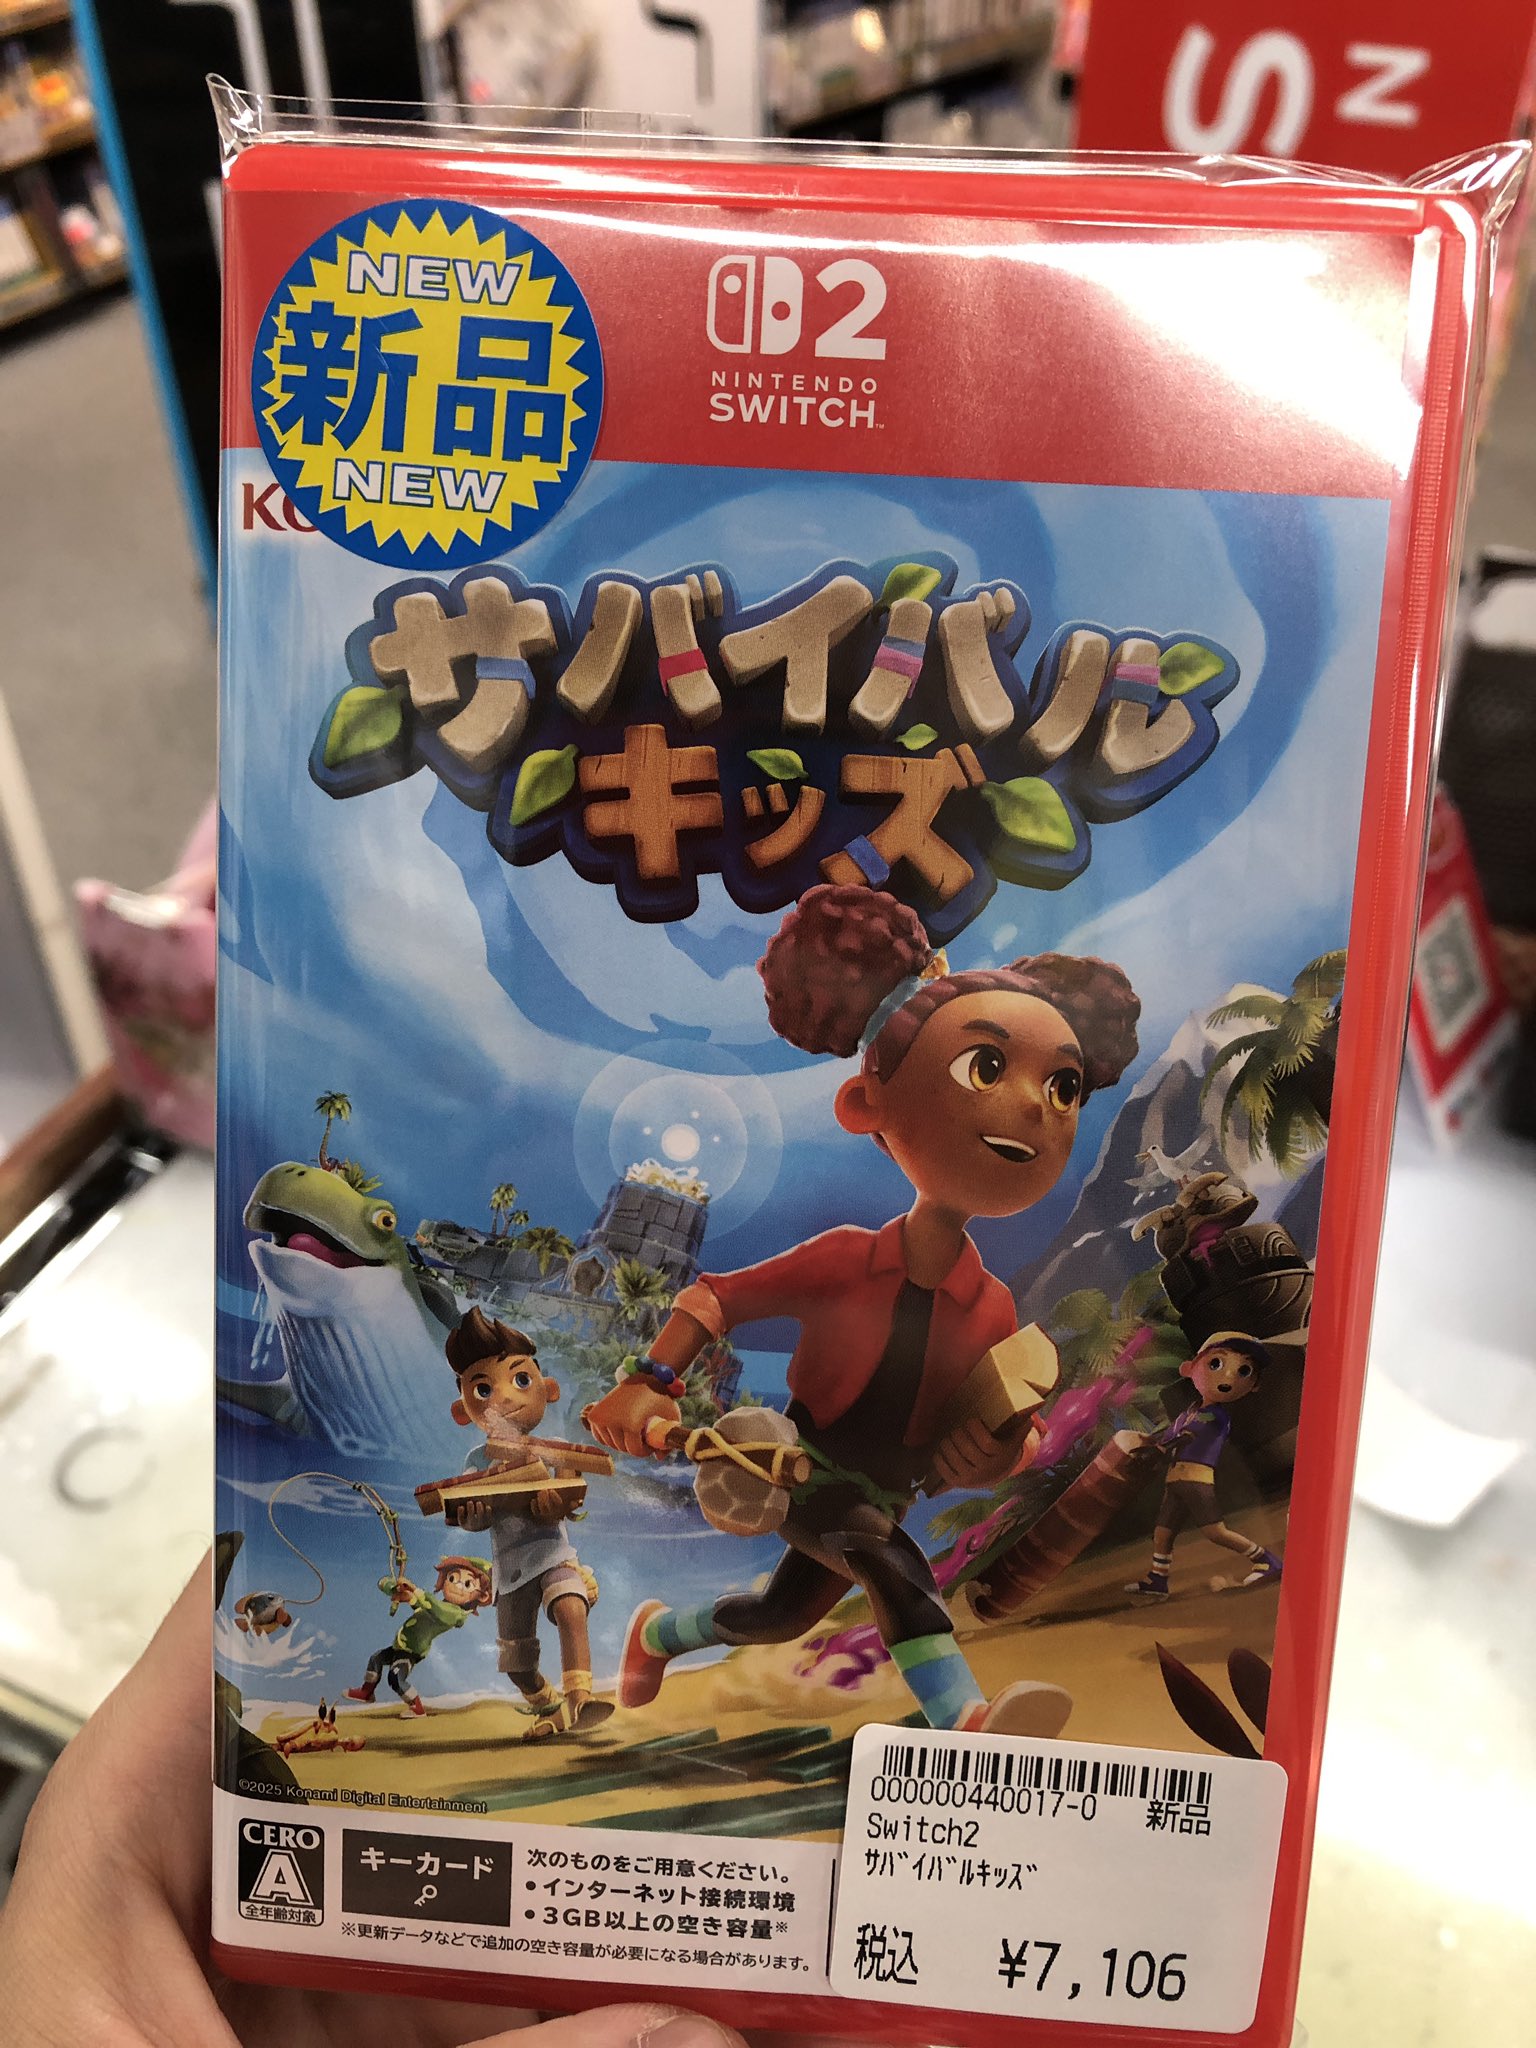 S
N
NEW
新品
NEW
2
NINTENDO
SWITCH™
サバイバル
キッズ
©2025 Konami Digital Entertainment
CERO
A
全年齢対象
キーカード
次のものをご用意ください。
•インターネット接続環境
•3GB以上の空き容量※
※更新データなどで追加の空き容量が必要になる場合があります。
000000440017-0
新品
Switch2
ｻﾊﾞｲﾊﾞﾙｷｯｽﾞ
税込 ¥7,106